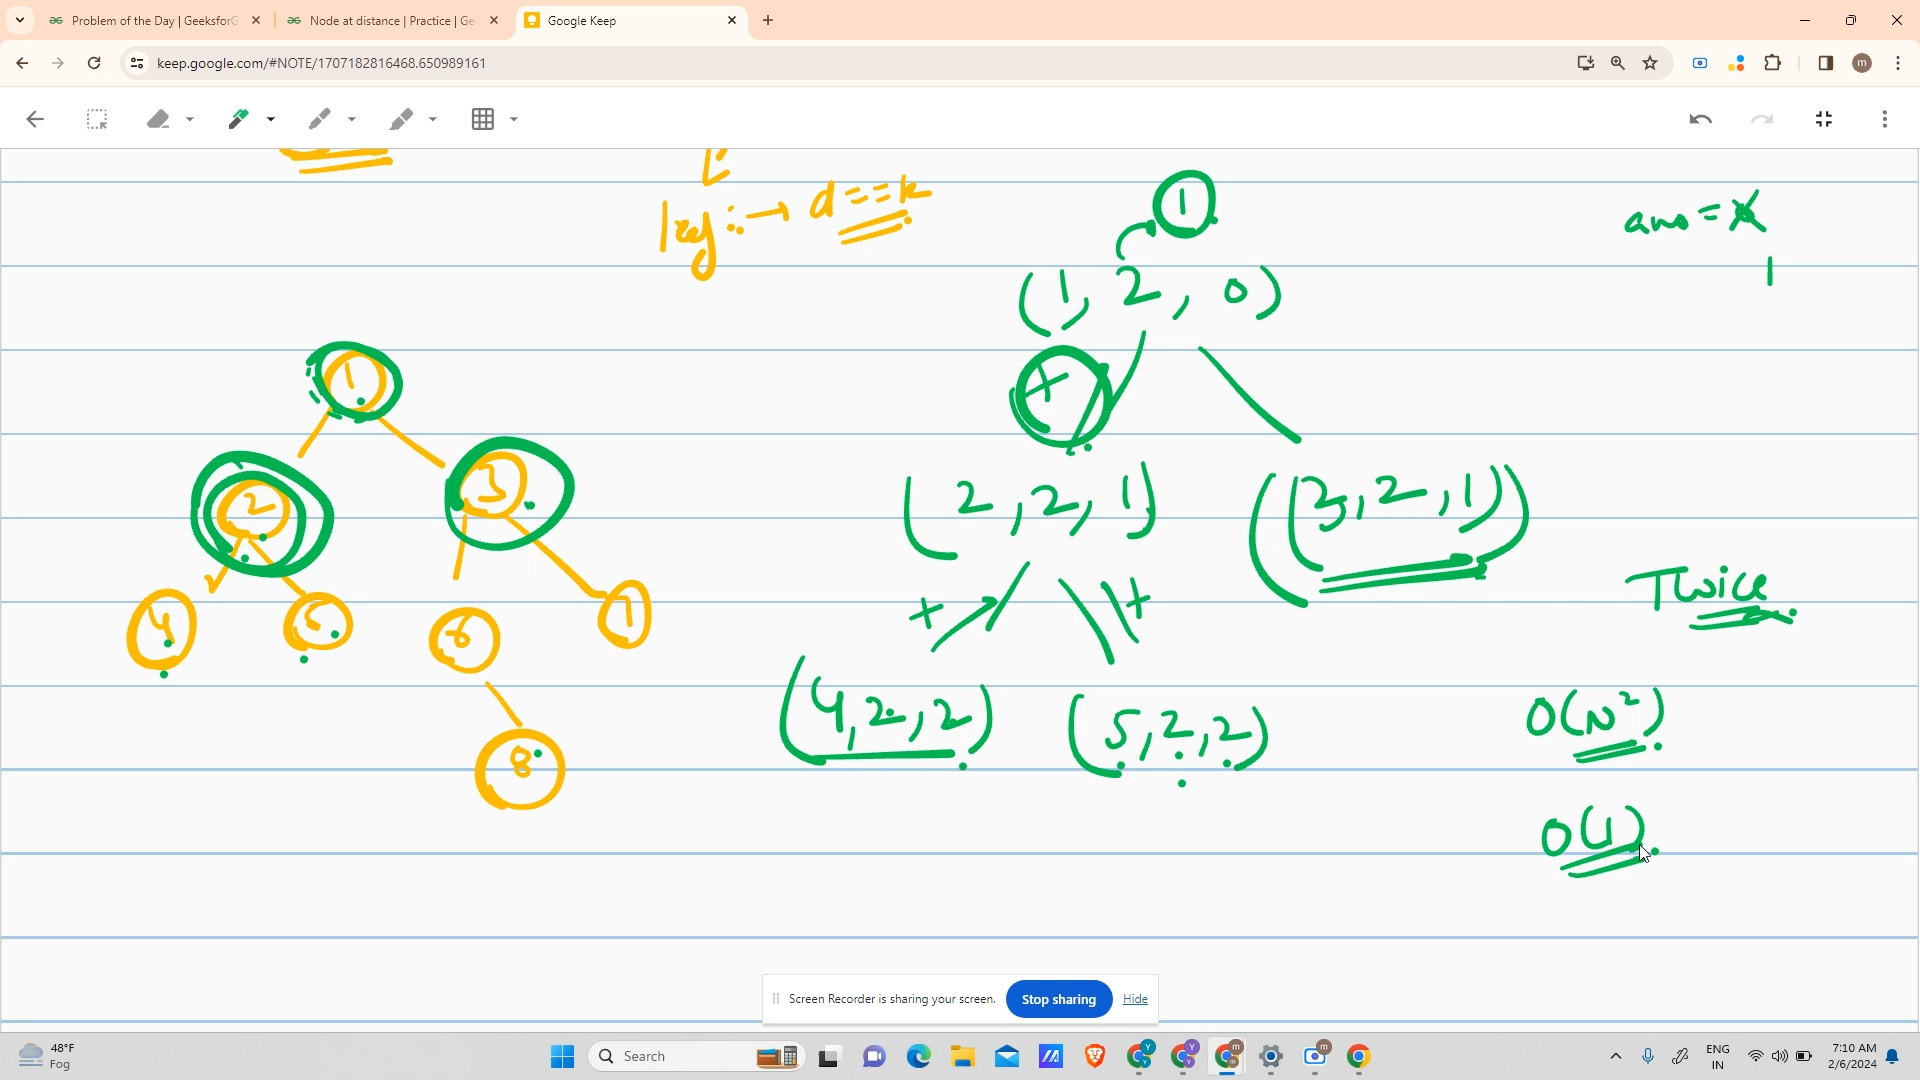 Problem of the Day | GeeksforG
Node at distance | Practice | Ge
Google Keep
keep.google.com/#NOTE/1707182816468.650989161
m
d==k
1
ans = x
1
(1, 2, 0)
1
+
2
3
(2, 2, 1)
(3, 2, 1)
Twice
4
5
6
7
+
+
(4, 2, 2)
(5, 2, 2)
O(N²)
8
O(1)
Screen Recorder is sharing your screen.
Stop sharing
Hide
48°F
Fog
Search
ENG
IN
7:10 AM
2/6/2024